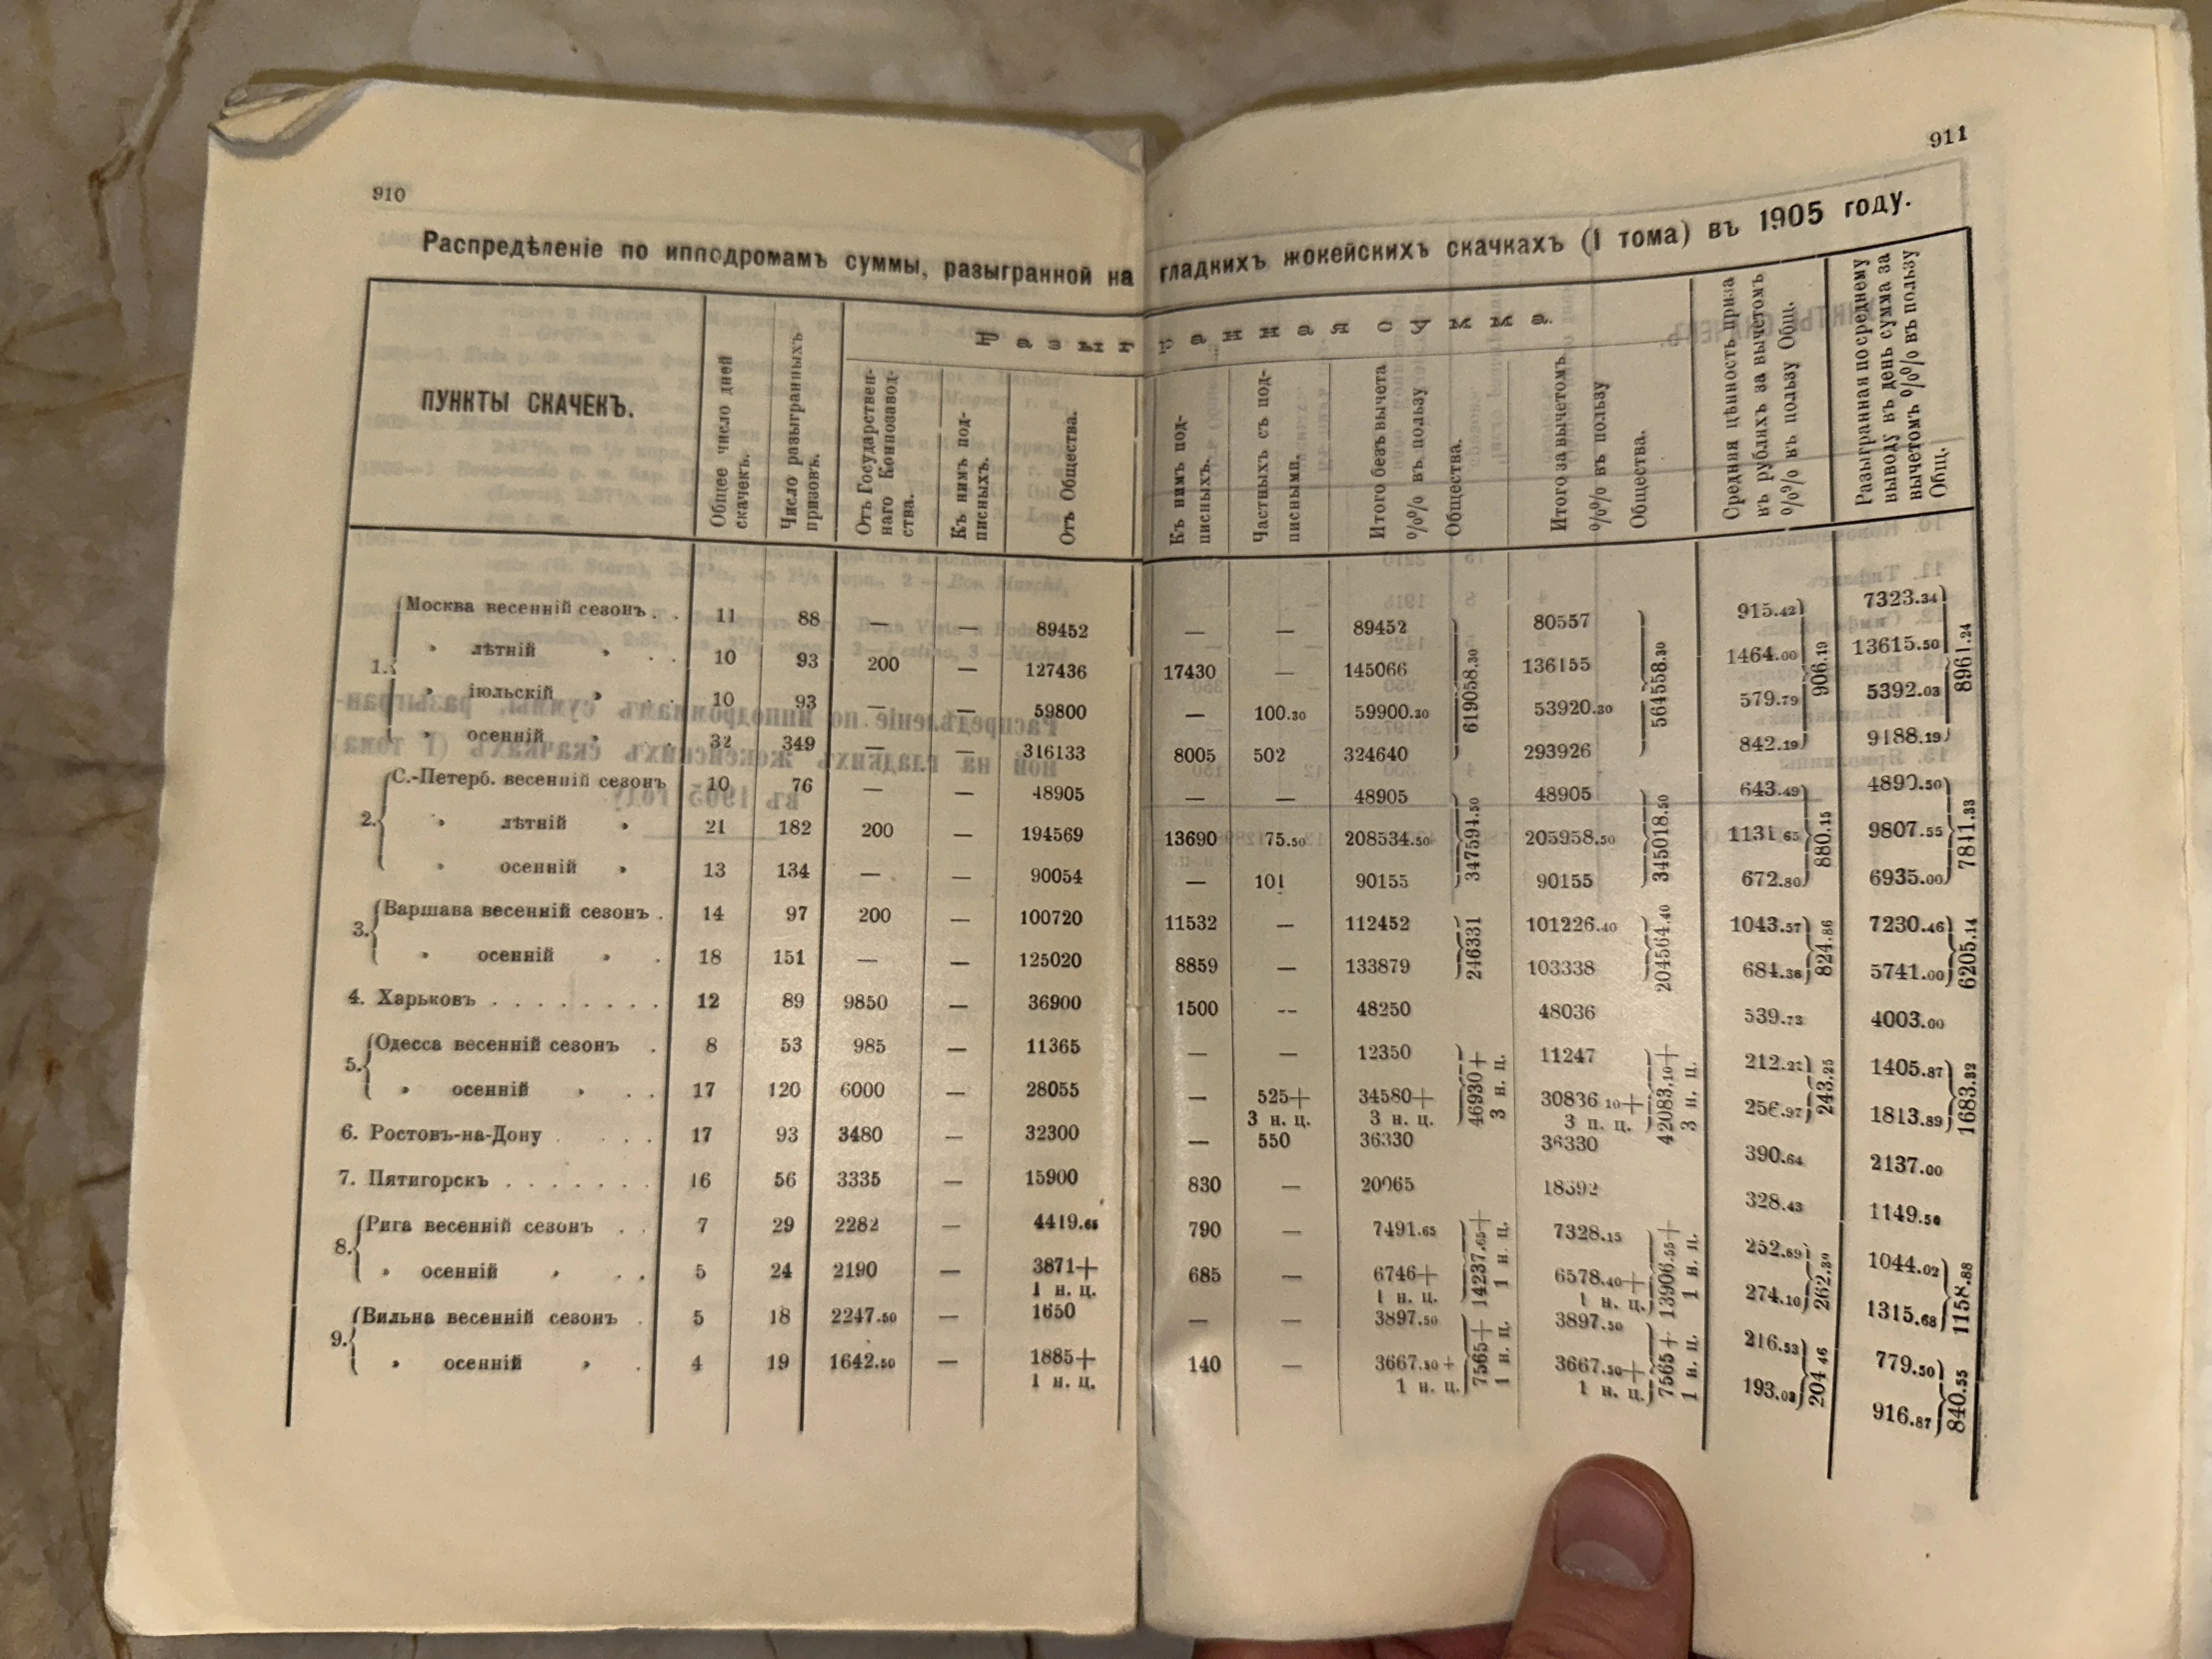 910
911
Распредѣленіе по ипподромамъ суммы, разыгранной на гладкихъ жокейскихъ скачкахъ (I тома) въ 1905 году.
ПУНКТЫ СКАЧЕКЪ.
Общее число дней скачекъ.
Число разыгранныхъ призовъ.
Разыгранная сумма.
Отъ Государственнаго Коннозаводства.
Къ нимъ подписныхъ.
Отъ Общества.
Къ нимъ подписныхъ.
Частныхъ съ подписными.
Итого безъ вычета %% въ пользу Общества.
Итого за вычетомъ %% въ пользу Общества.
Средняя цѣнность приза въ рубляхъ за вычетомъ %% въ пользу Общ.
Разыгранная по среднему выводу въ день сумма за вычетомъ %% въ пользу Общ.
1. Москва весенній сезонъ . . 11 88 — — 89452 — — 89452 80557 915.42 7323.34
» лѣтній » . . 10 93 200 — 127436 17430 — 145066 136155 1464.00 13615.50
» іюльскій » . 10 93 — — 59800 — 100.30 59900.30 53920.30 579.79 5392.03
» осенній » . 32 349 — — 316133 8005 502 324640 293926 842.19 9188.19
619058.30 564558.30 906.19 8961.24
2. С.-Петерб. весенній сезонъ 10 76 — — 48905 — — 48905 48905 643.49 4890.50
» лѣтній » 21 182 200 — 194569 13690 75.50 208534.50 205958.50 1131.65 9807.55
» осенній » 13 134 — — 90054 — 101 90155 90155 672.80 6935.00
347594.50 345018.50 880.15 7841.33
3. Варшава весенній сезонъ . 14 97 200 — 100720 11532 — 112452 101226.40 1043.57 7230.46
» осенній » . 18 151 — — 125020 8859 — 133879 103338 684.36 5741.00
246331 204564.40 824.86 6205.14
4. Харьковъ . . . . . . . . 12 89 9850 — 36900 1500 -- 48250 48036 539.73 4003.00
5. Одесса весенній сезонъ . 8 53 985 — 11365 — — 12350 11247 212.21 1405.87
» осенній » . . 17 120 6000 — 28055 — 525+ 34580+ 30836.10+ 256.97 1813.89
3 н. ц. 3 н. ц. 3 п. ц.
46930+ 3 н. ц. 42083.10+ 3 н. ц. 243.25 1683.32
6. Ростовъ-на-Дону . . . . 17 93 3480 — 32300 — 550 36330 36330 390.64 2137.00
7. Пятигорскъ . . . . . . . 16 56 3335 — 15900 830 — 20065 18392 328.43 1149.50
8. Рига весенній сезонъ . . 7 29 2282 — 4419.65 790 — 7491.65 7328.15 252.69 1044.02
» осенній » . . 5 24 2190 — 3871+ 685 — 6746+ 6578.40+ 274.10 1315.68
1 н. ц. 1 н. ц. 1 н. ц.
14237.65+ 1 н. ц. 13906.55+ 1 н. ц. 262.39 1158.88
9. Вильна весенній сезонъ . 5 18 2247.50 — 1650 — — 3897.50 3897.50 216.53 779.50
» осенній » . 4 19 1642.50 — 1885+ 140 — 3667.50+ 3667.50+ 193.03 916.87
1 н. ц. 1 н. ц. 1 н. ц.
7565+ 1 н. ц. 7565+ 1 н. ц. 204.46 840.55